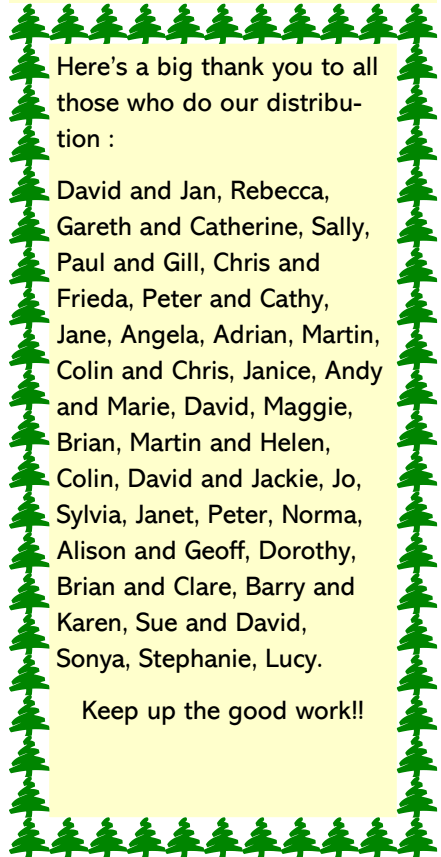 Here’s a big thank you to all
those who do our distribu-
tion :
David and Jan, Rebecca,
Gareth and Catherine, Sally,
Paul and Gill, Chris and
Frieda, Peter and Cathy,
Jane, Angela, Adrian, Martin,
Colin and Chris, Janice, Andy
and Marie, David, Maggie,
Brian, Martin and Helen,
Colin, David and Jackie, Jo,
Sylvia, Janet, Peter, Norma,
Alison and Geoff, Dorothy,
Brian and Clare, Barry and
Karen, Sue and David,
Sonya, Stephanie, Lucy.
Keep up the good work!!